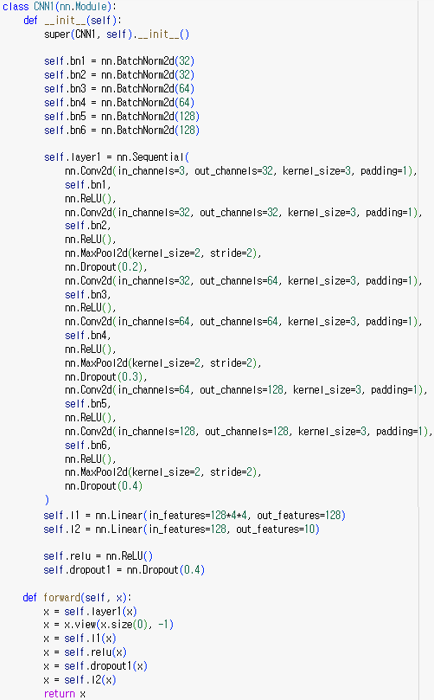 class CNN1(nn.Module):
    def __init__(self):
        super(CNN1, self).__init__()

        self.bn1 = nn.BatchNorm2d(32)
        self.bn2 = nn.BatchNorm2d(32)
        self.bn3 = nn.BatchNorm2d(64)
        self.bn4 = nn.BatchNorm2d(64)
        self.bn5 = nn.BatchNorm2d(128)
        self.bn6 = nn.BatchNorm2d(128)

        self.layer1 = nn.Sequential(
            nn.Conv2d(in_channels=3, out_channels=32, kernel_size=3, padding=1),
            self.bn1,
            nn.ReLU(),
            nn.Conv2d(in_channels=32, out_channels=32, kernel_size=3, padding=1),
            self.bn2,
            nn.ReLU(),
            nn.MaxPool2d(kernel_size=2, stride=2),
            nn.Dropout(0.2),
            nn.Conv2d(in_channels=32, out_channels=64, kernel_size=3, padding=1),
            self.bn3,
            nn.ReLU(),
            nn.Conv2d(in_channels=64, out_channels=64, kernel_size=3, padding=1),
            self.bn4,
            nn.ReLU(),
            nn.MaxPool2d(kernel_size=2, stride=2),
            nn.Dropout(0.3),
            nn.Conv2d(in_channels=64, out_channels=128, kernel_size=3, padding=1),
            self.bn5,
            nn.ReLU(),
            nn.Conv2d(in_channels=128, out_channels=128, kernel_size=3, padding=1),
            self.bn6,
            nn.ReLU(),
            nn.MaxPool2d(kernel_size=2, stride=2),
            nn.Dropout(0.4)
        )
        self.l1 = nn.Linear(in_features=128*4*4, out_features=128)
        self.l2 = nn.Linear(in_features=128, out_features=10)

        self.relu = nn.ReLU()
        self.dropout1 = nn.Dropout(0.4)

    def forward(self, x):
        x = self.layer1(x)
        x = x.view(x.size(0), -1)
        x = self.l1(x)
        x = self.relu(x)
        x = self.dropout1(x)
        x = self.l2(x)
        return x